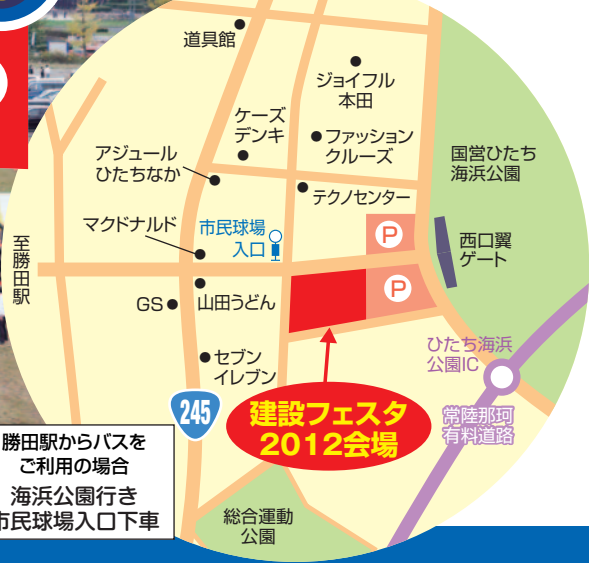 道具館
ジョイフル
本田
ケーズ
デンキ
ファッション
クルーズ
アジュール
ひたちなか
国営ひたち
海浜公園
テクノセンター
マクドナルド
市民球場
入口
P
西口翼
ゲート
至勝田駅
P
GS
山田うどん
ひたち海浜
公園IC
セブン
イレブン
245
建設フェスタ
2012会場
常陸那珂
有料道路
勝田駅からバスを
ご利用の場合
海浜公園行き
市民球場入口下車
総合運動
公園